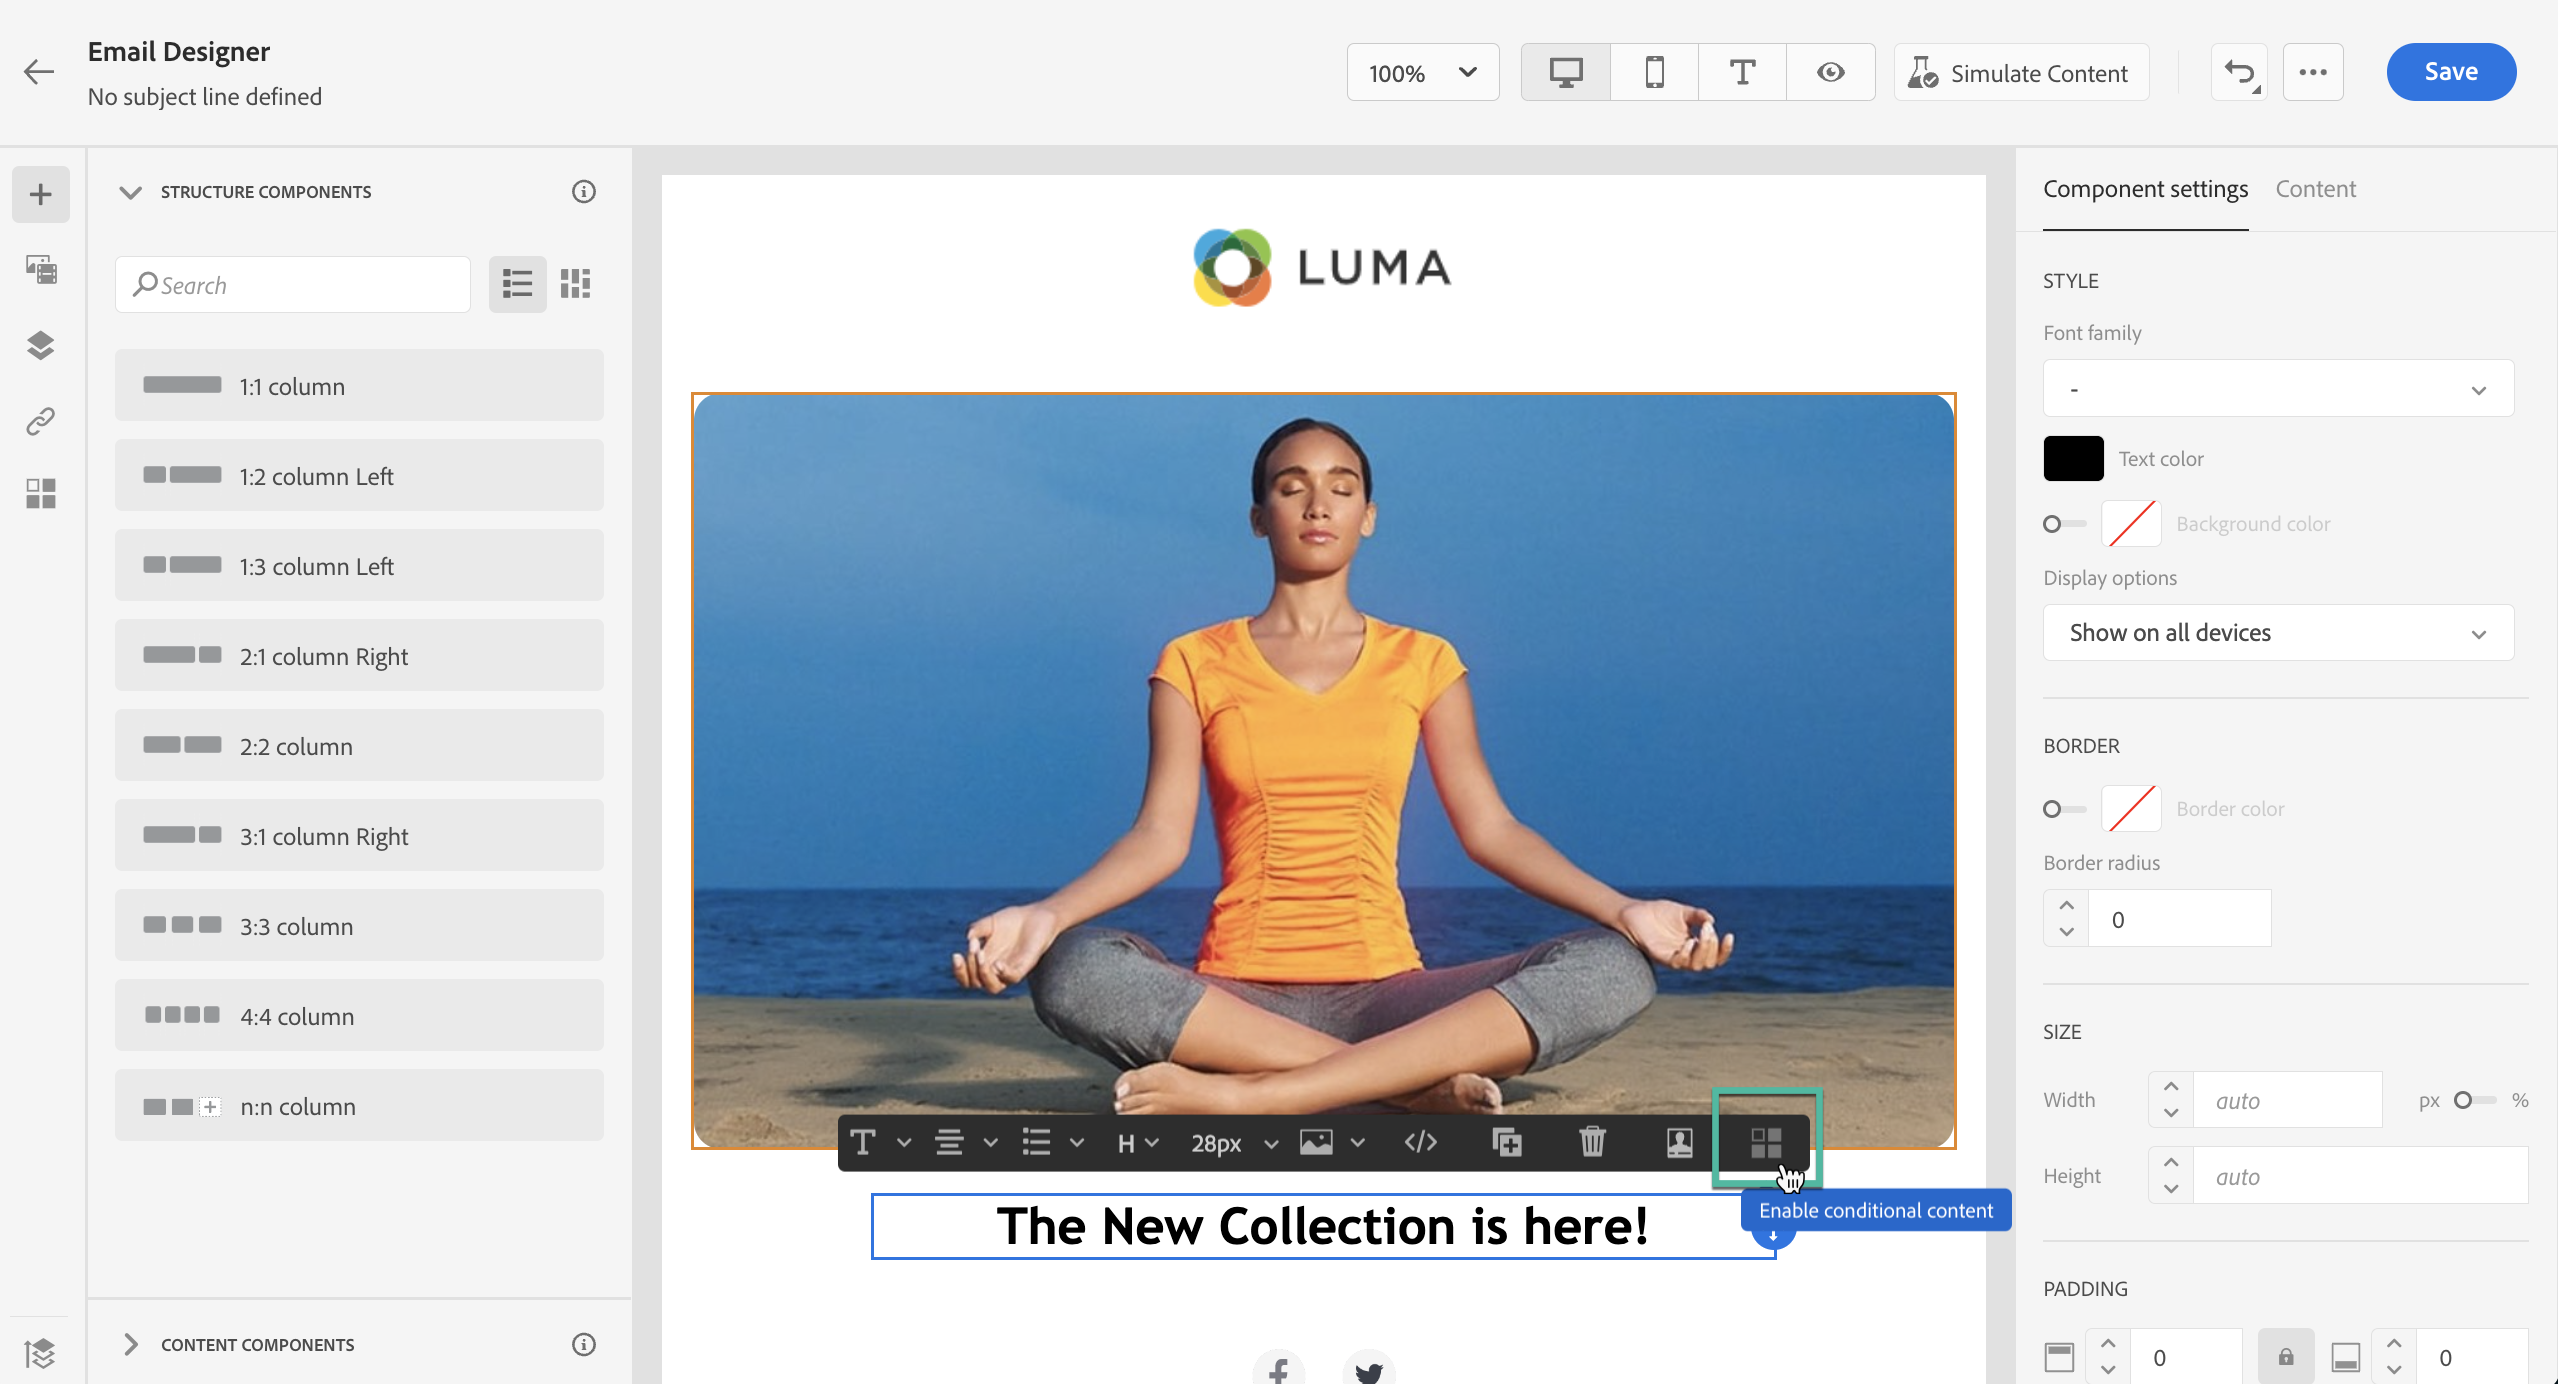 Email Designer
No subject line defined
100%
Simulate Content
Save
STRUCTURE COMPONENTS
Search
1:1 column
1:2 column Left
1:3 column Left
2:1 column Right
2:2 column
3:1 column Right
3:3 column
4:4 column
n:n column
CONTENT COMPONENTS
LUMA
H
28px
Enable conditional content
The New Collection is here!
Component settings
Content
STYLE
Font family
-
Text color
Background color
Display options
Show on all devices
BORDER
Border color
Border radius
0
SIZE
Width
auto
px
%
Height
auto
PADDING
0
0